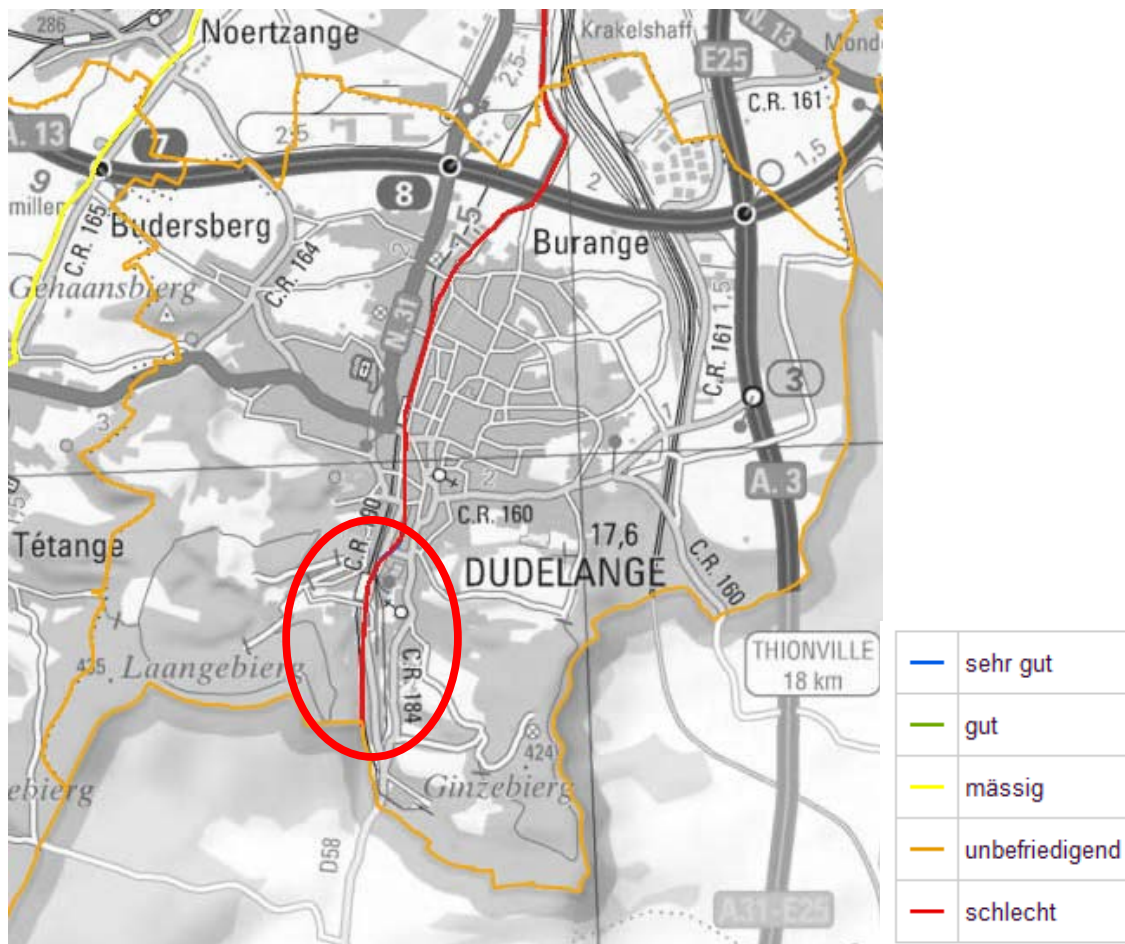 286
Noertzange
2,5
Krakelshaff
E25
N.13
C.R. 161
A. 13
7
2,5
1,5
9
8
2
Budersberg
Burange
C.R. 165
C.R. 164
2
7,5
Gehaansbierg
N.31
1,5
C.R. 161
3
3
1
2
A. 3
C.R. 190
C.R. 160
17,6
Tétange
DUDELANGE
C.R. 160
THIONVILLE
18 km
435
Laangebierg
C.R. 184
424
Ginzebierg
ebierg
D58
A31-E25
sehr gut
gut
mässig
unbefriedigend
schlecht